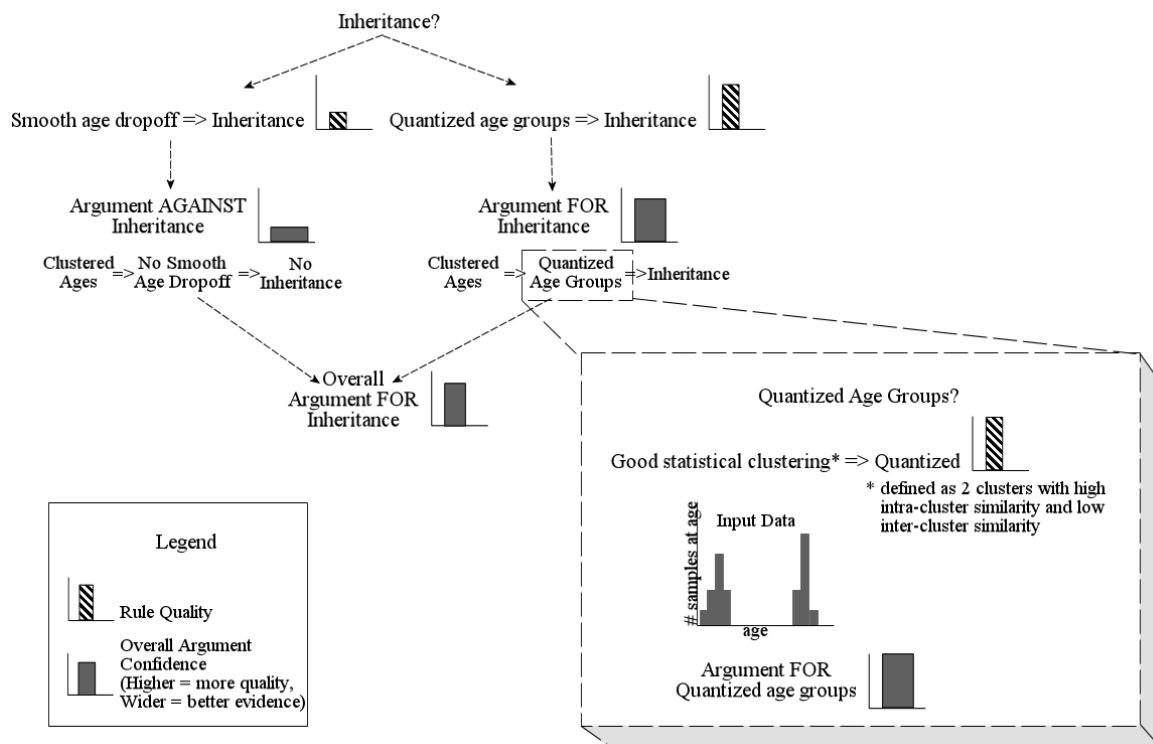 Inheritance?
Smooth age dropoff => Inheritance
Quantized age groups => Inheritance
Argument AGAINST
Inheritance
Argument FOR
Inheritance
Clustered
Ages
=>
No Smooth
Age Dropoff
=>
No
Inheritance
Clustered
Ages
=>
Quantized
Age Groups
=>
Inheritance
Overall
Argument FOR
Inheritance
Quantized Age Groups?
Good statistical clustering* => Quantized
* defined as 2 clusters with high
intra-cluster similarity and low
inter-cluster similarity
Input Data
# samples at age
age
Argument FOR
Quantized age groups
Legend
Rule Quality
Overall Argument
Confidence
(Higher = more quality,
Wider = better evidence)